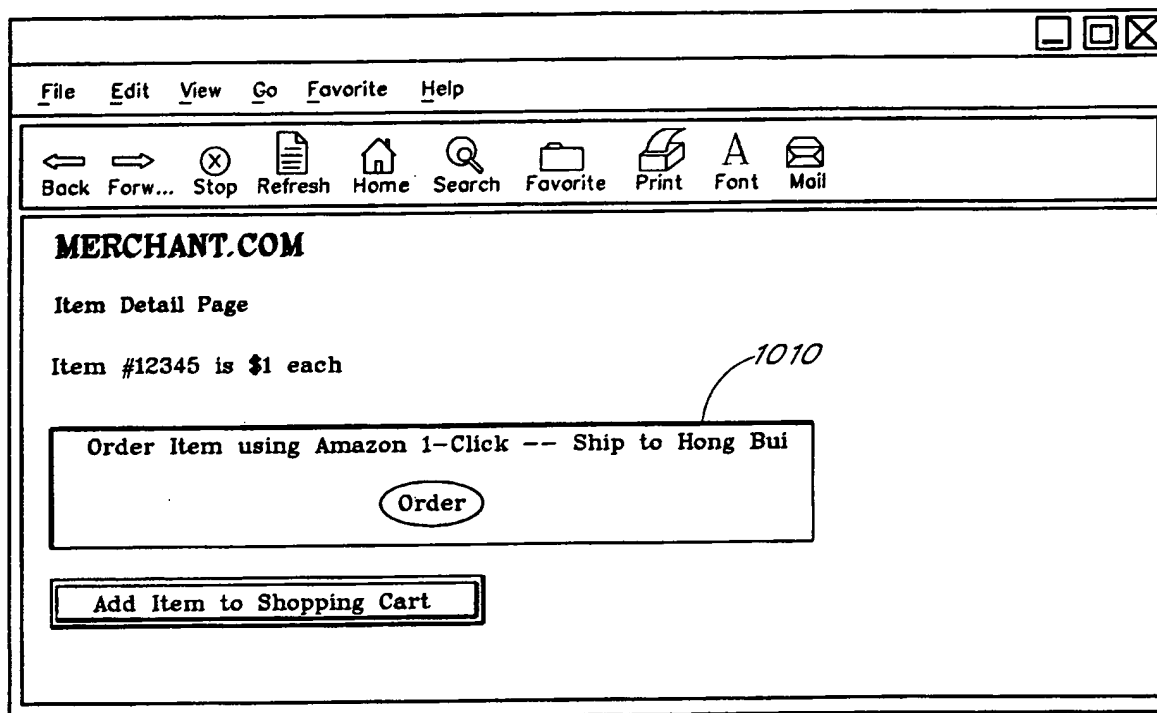 File Edit View Go Favorite Help
Back Forw... Stop Refresh Home Search Favorite Print Font Mail
MERCHANT.COM
Item Detail Page
Item #12345 is $1 each
1010
Order Item using Amazon 1-Click -- Ship to Hong Bui
Order
Add Item to Shopping Cart